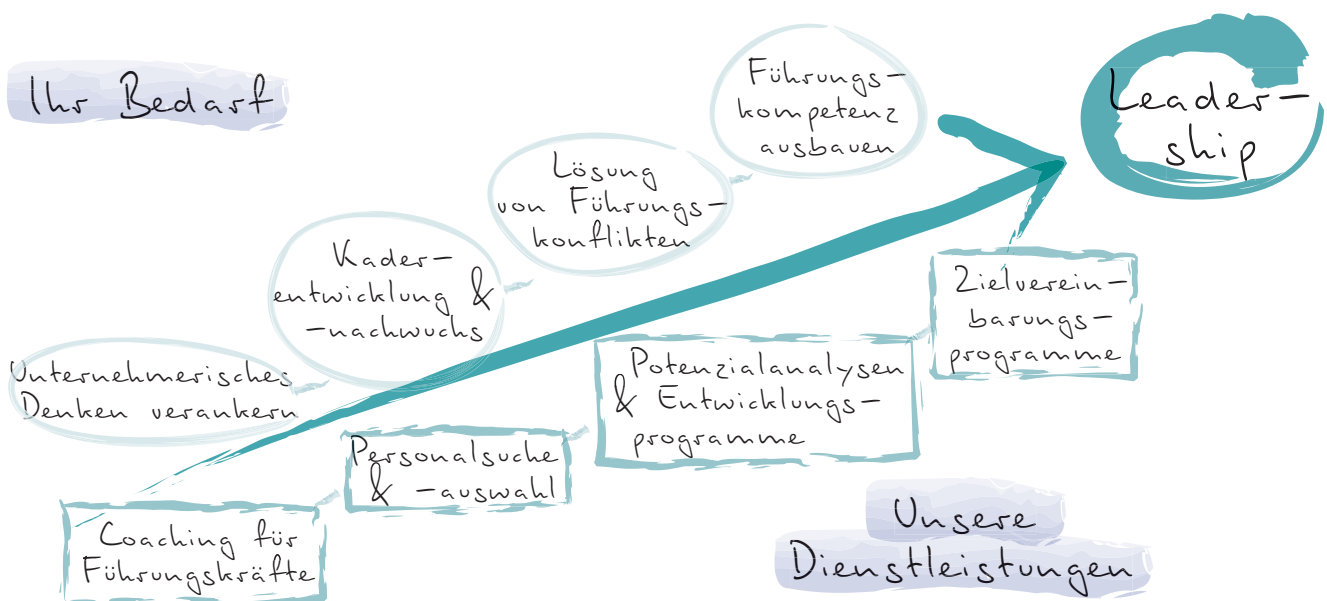 Ihr Bedarf
Führungs-
kompetenz
ausbauen
Leader-
ship
Lösung
von Führungs-
konflikten
Kader-
entwicklung &
-nachwuchs
Unternehmerisches
Denken verankern
Zielverein-
barungs-
programme
Potenzialanalysen
& Entwicklungs-
programme
Personalsuche
& -auswahl
Coaching für
Führungskräfte
Unsere
Dienstleistungen